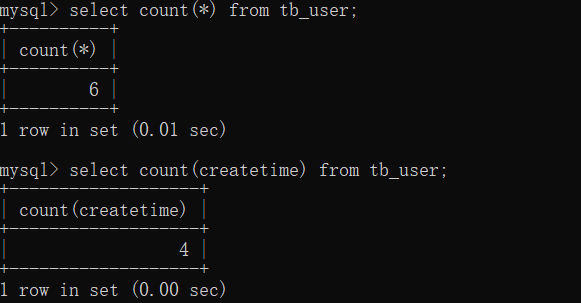 mysql> select count(*) from tb_user;
+----------+
| count(*) |
+----------+
|        6 |
+----------+
1 row in set (0.01 sec)
mysql> select count(createtime) from tb_user;
+-------------------+
| count(createtime) |
+-------------------+
|                 4 |
+-------------------+
1 row in set (0.00 sec)